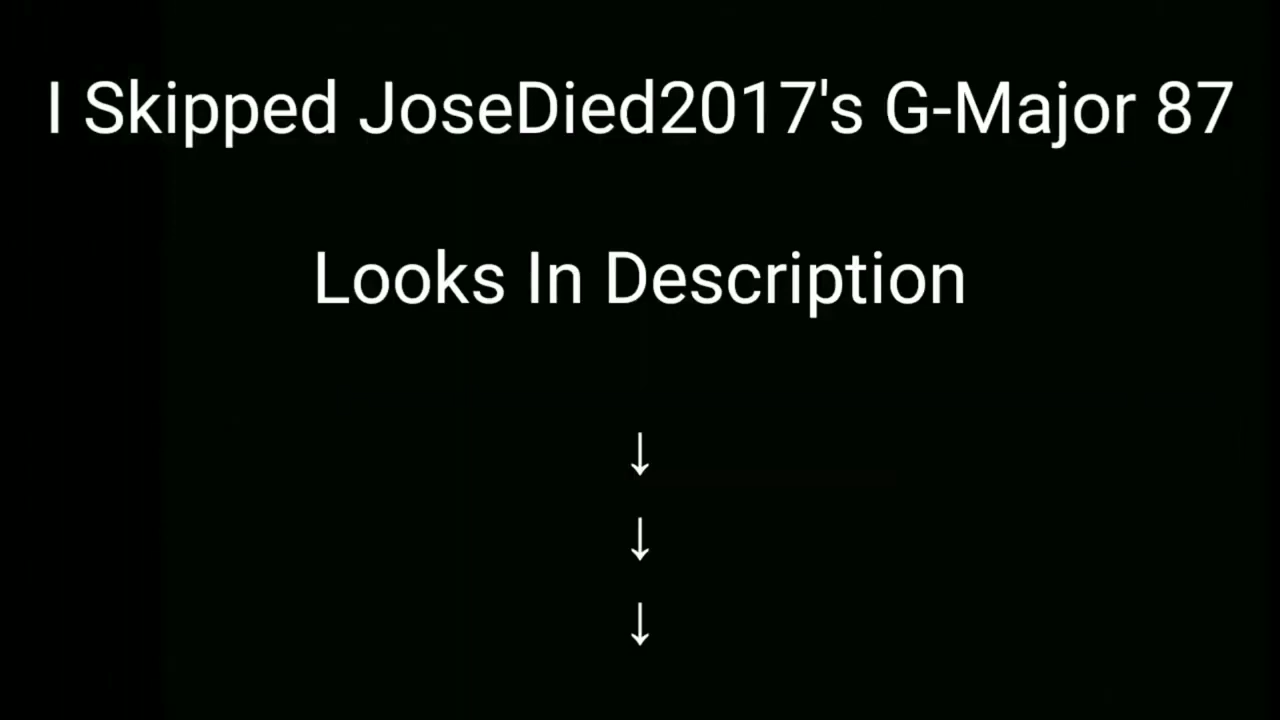 I Skipped JoseDied2017's G-Major 87
Looks In Description
↓
↓
↓